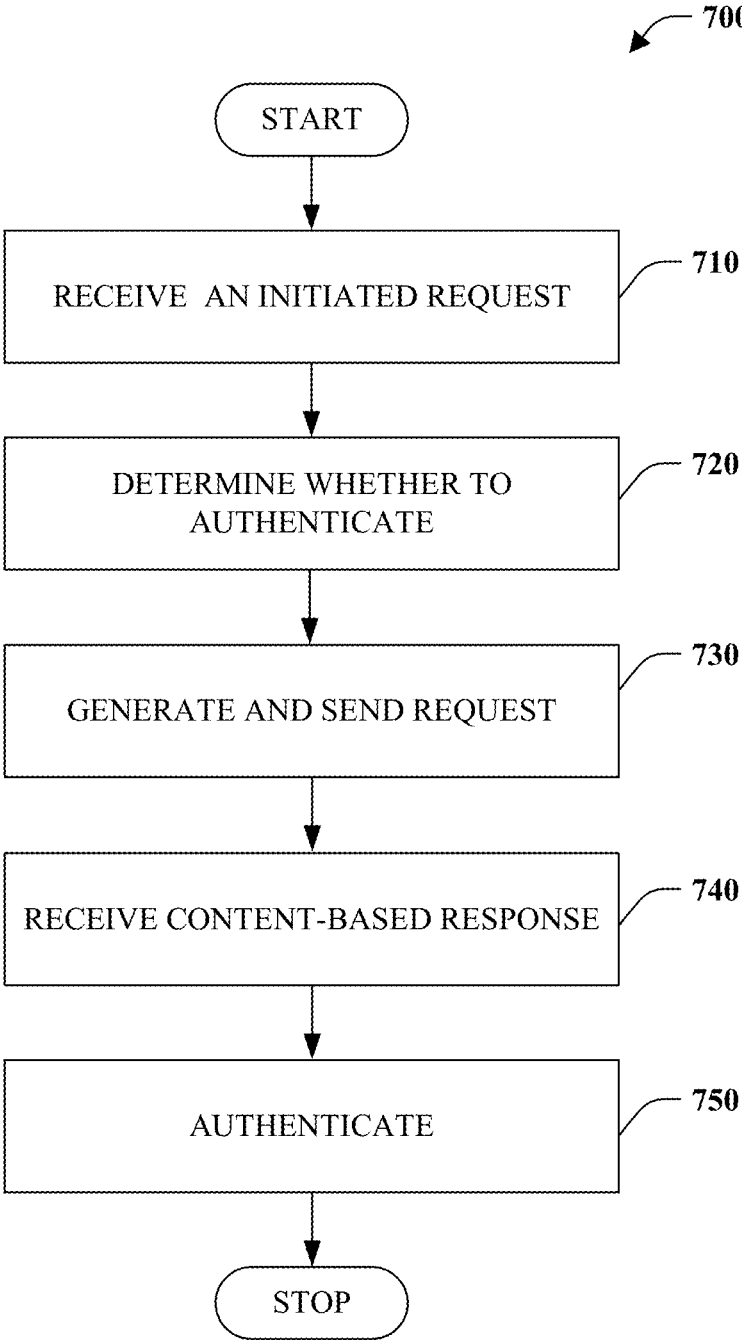 700
START
RECEIVE AN INITIATED REQUEST
710
DETERMINE WHETHER TO
AUTHENTICATE
720
GENERATE AND SEND REQUEST
730
RECEIVE CONTENT-BASED RESPONSE
740
AUTHENTICATE
750
STOP